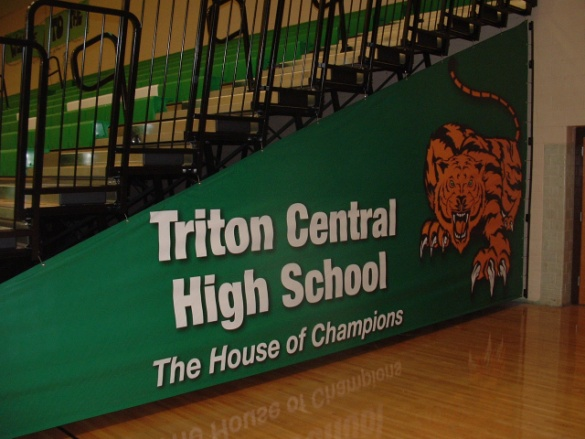 Triton Central
High School
The House of Champions